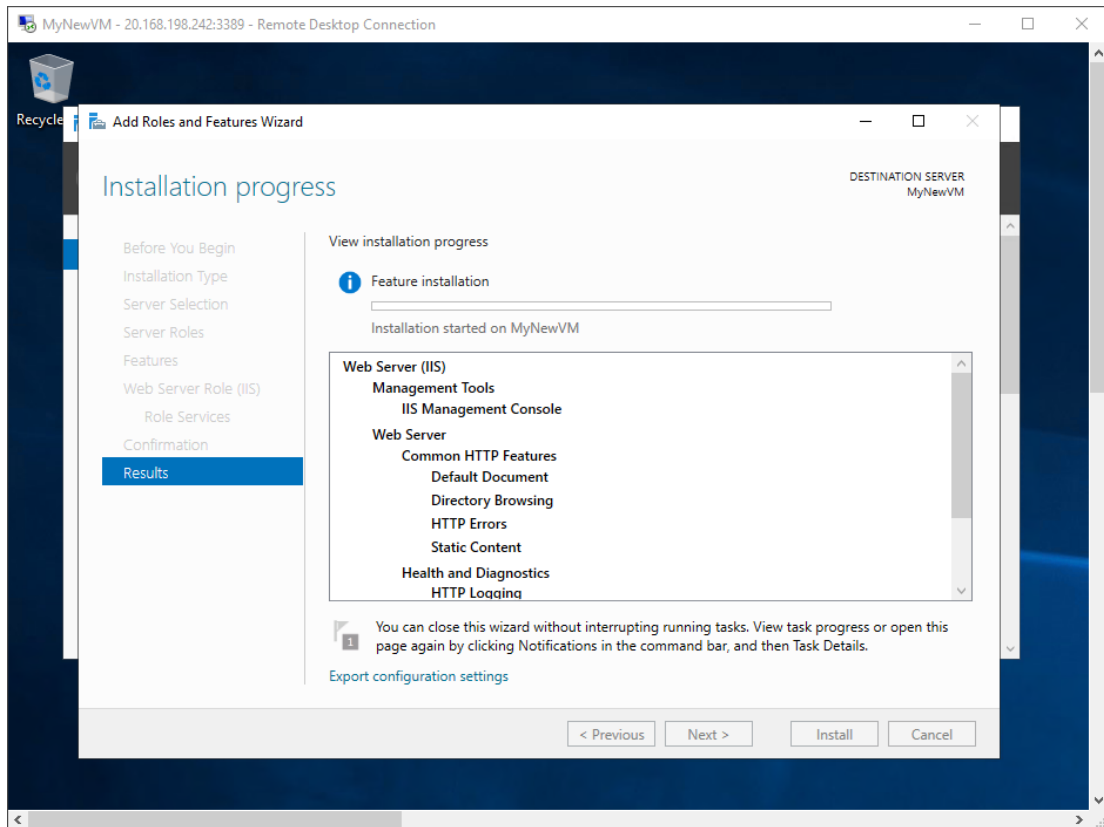 MyNewVM - 20.168.198.242:3389 - Remote Desktop Connection
Recycle
Add Roles and Features Wizard
Installation progress
DESTINATION SERVER
MyNewVM
Before You Begin
Installation Type
Server Selection
Server Roles
Features
Web Server Role (IIS)
Role Services
Confirmation
Results
View installation progress
Feature installation
Installation started on MyNewVM
Web Server (IIS)
Management Tools
IIS Management Console
Web Server
Common HTTP Features
Default Document
Directory Browsing
HTTP Errors
Static Content
Health and Diagnostics
HTTP Logging
1
You can close this wizard without interrupting running tasks. View task progress or open this
page again by clicking Notifications in the command bar, and then Task Details.
Export configuration settings
< Previous
Next >
Install
Cancel